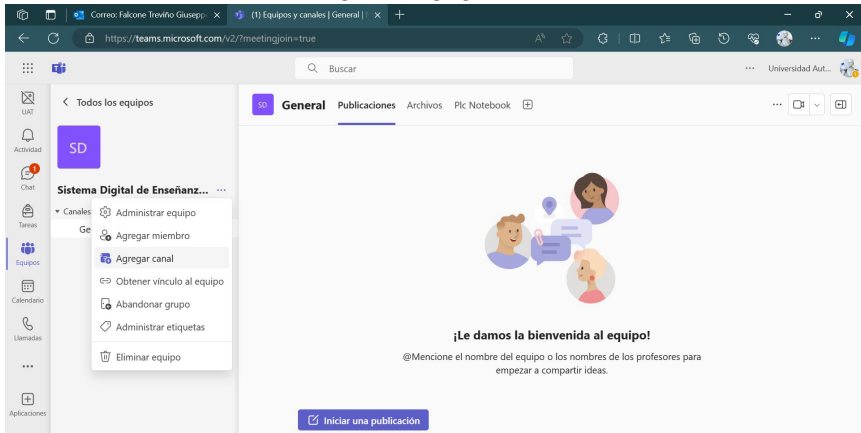 Correo: Falcone Treviño Giusepp
(1) Equipos y canales | General |
https://teams.microsoft.com/v2/?meetingjoin=true
Buscar
Universidad Aut...
UAT
Actividad
Chat
1
Tareas
Equipos
Calendario
Llamadas
Aplicaciones
Todos los equipos
SD
Sistema Digital de Enseñanz...
Canales
Ge
Administrar equipo
Agregar miembro
Agregar canal
Obtener vínculo al equipo
Abandonar grupo
Administrar etiquetas
Eliminar equipo
SD General Publicaciones Archivos Plc Notebook
¡Le damos la bienvenida al equipo!
@Mencione el nombre del equipo o los nombres de los profesores para
empezar a compartir ideas.
Iniciar una publicación